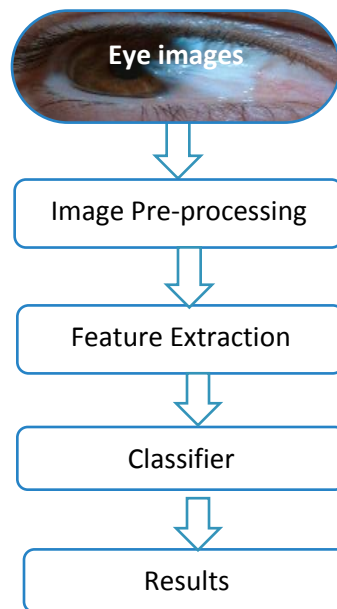 Eye images
Image Pre-processing
Feature Extraction
Classifier
Results